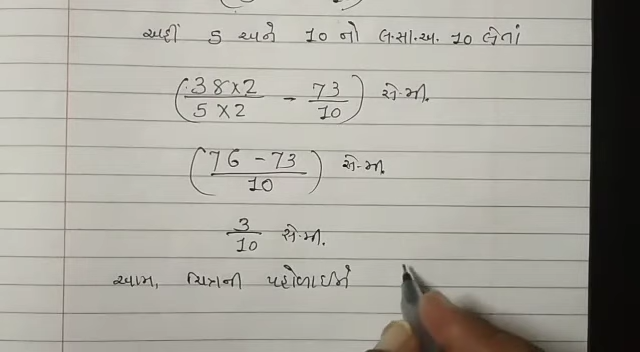 અહીં 5 અને 10 નો લ.સા.અ. 10 લેતાં
(38×2/5×2 − 73/10) સે.મી.
(76 − 73/10) સે.મી.
3/10 સે.મી.
આમ, ચિત્રની પહોળાઈને